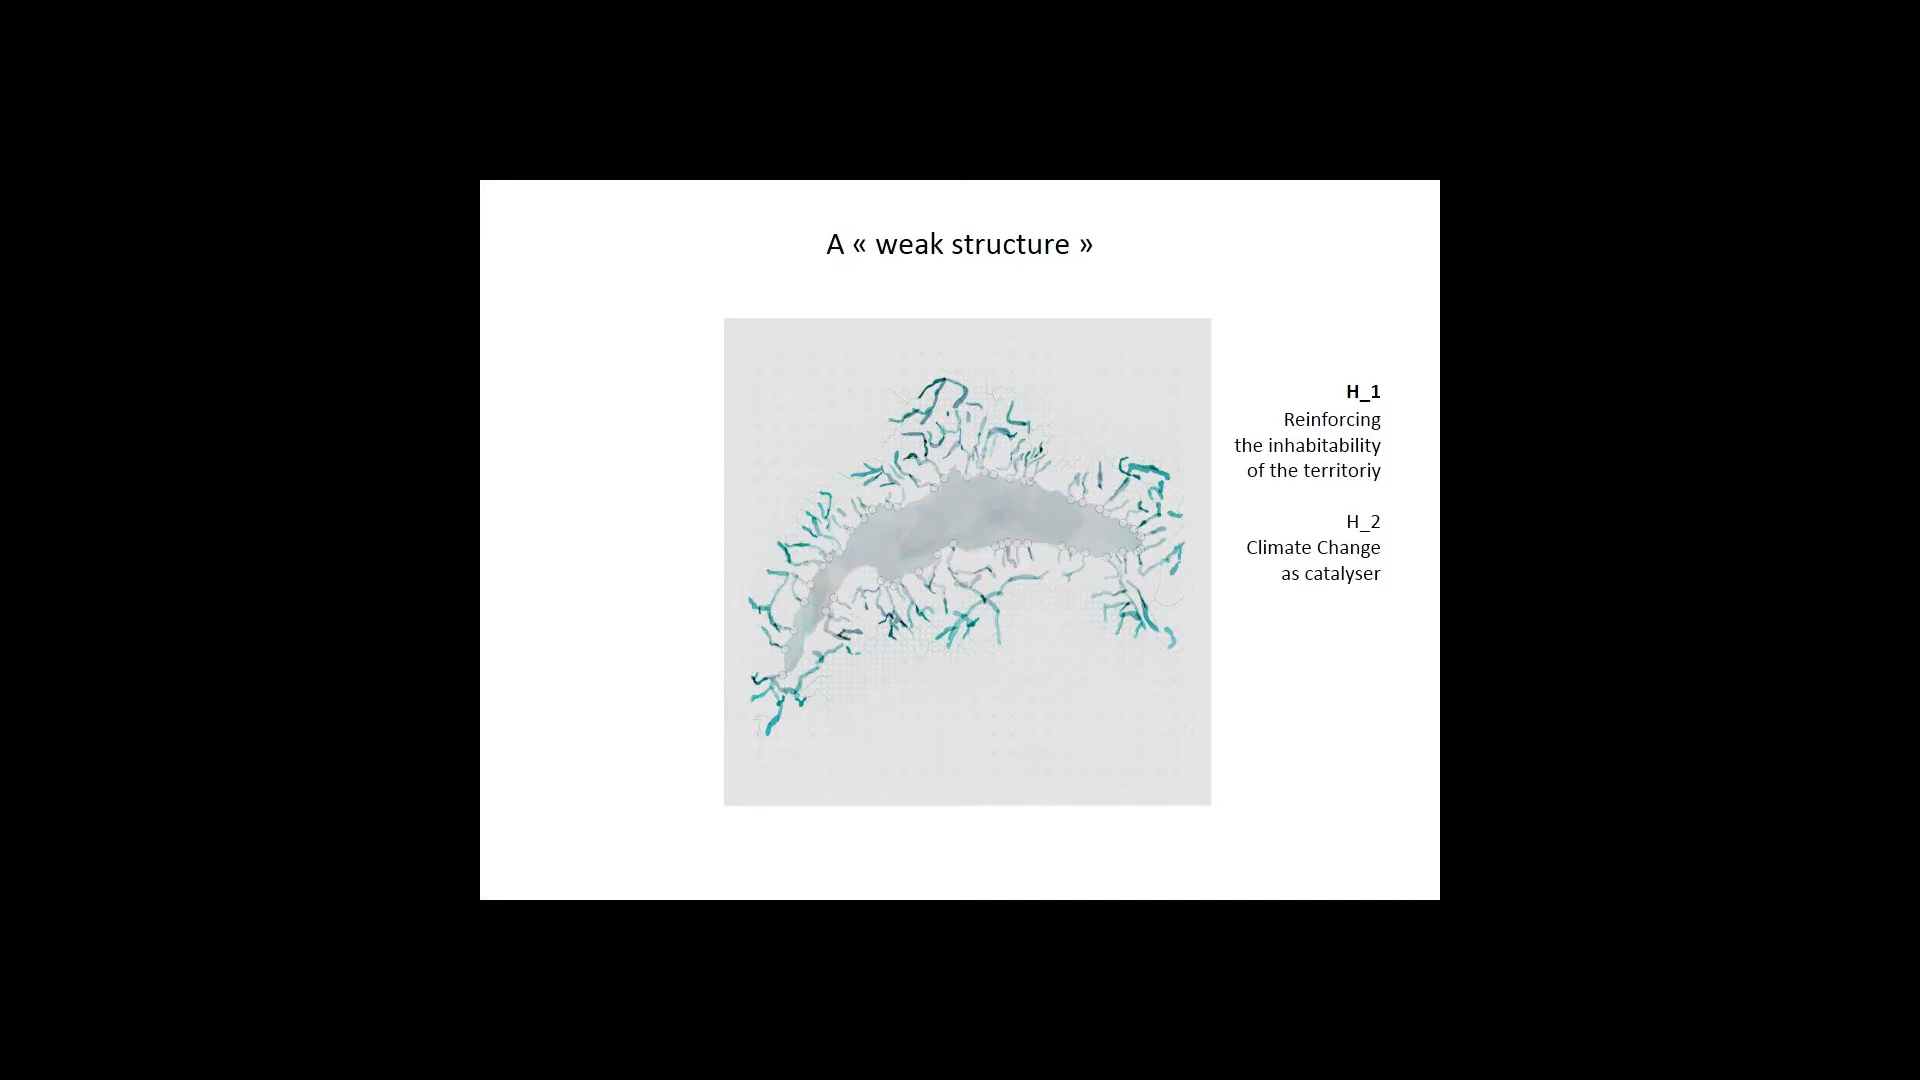 A « weak structure »
H_1
Reinforcing
the inhabitability
of the territoriy
H_2
Climate Change
as catalyser